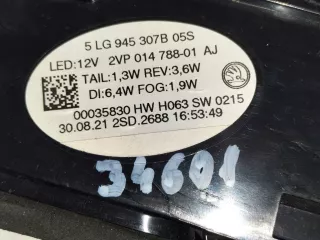 5 LG 945 307B 05S
LED:12V 2VP 014 788-01 AJ
TAIL:1,3W REV:3,6W
DI:6,4W FOG:1,9W
00035830 HW H063 SW 0215
30.08.21 2SD.2688 16:53:49
34601